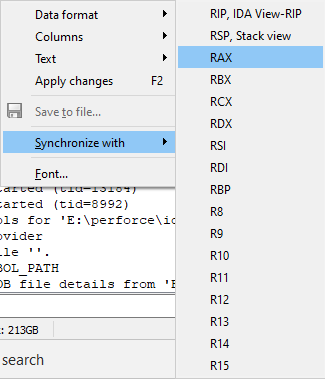 Data format
Columns
Text
Apply changes F2
Save to file...
Synchronize with
Font...
RIP, IDA View-RIP
RSP, Stack view
RAX
RBX
RCX
RDX
RSI
RDI
RBP
R8
R9
R10
R11
R12
R13
R14
R15
tarted (tid=13184)
tarted (tid=8992)
ols for 'E:\perforce\id
ovider
ile ''.
BOL_PATH
DB file details from 'E
: 213GB
search